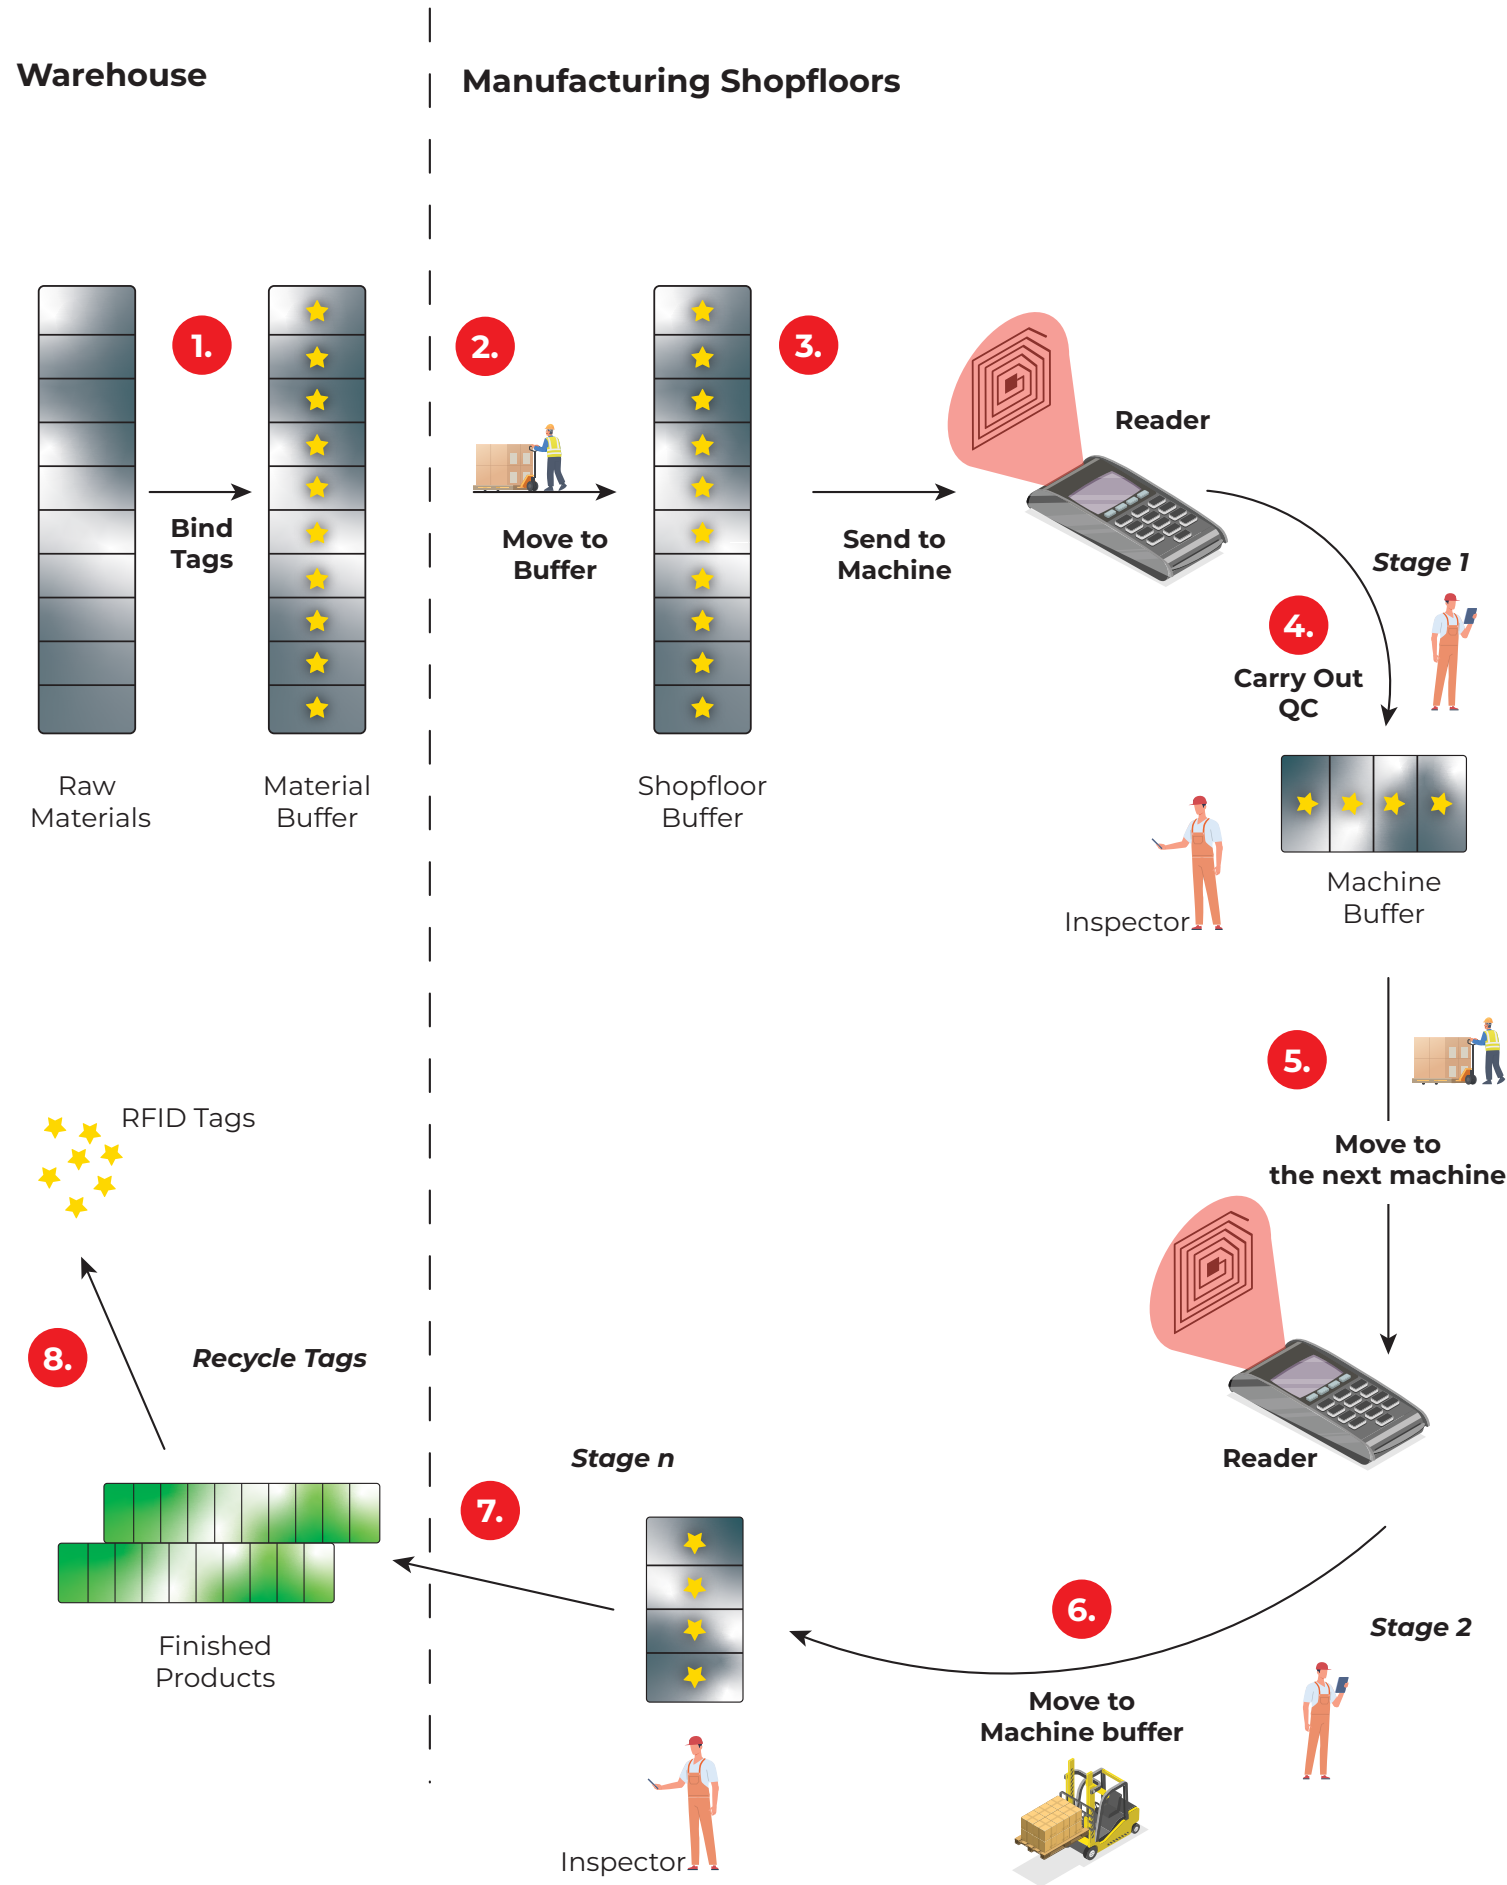 Warehouse
Manufacturing Shopfloors
1.
Bind
Tags
Raw
Materials
Material
Buffer
2.
Move to
Buffer
Shopfloor
Buffer
3.
Send to
Machine
Reader
Stage 1
4.
Carry Out
QC
Inspector
Machine
Buffer
5.
Move to
the next machine
Reader
Stage 2
6.
Move to
Machine buffer
Stage n
Inspector
7.
Finished
Products
8.
Recycle Tags
RFID Tags